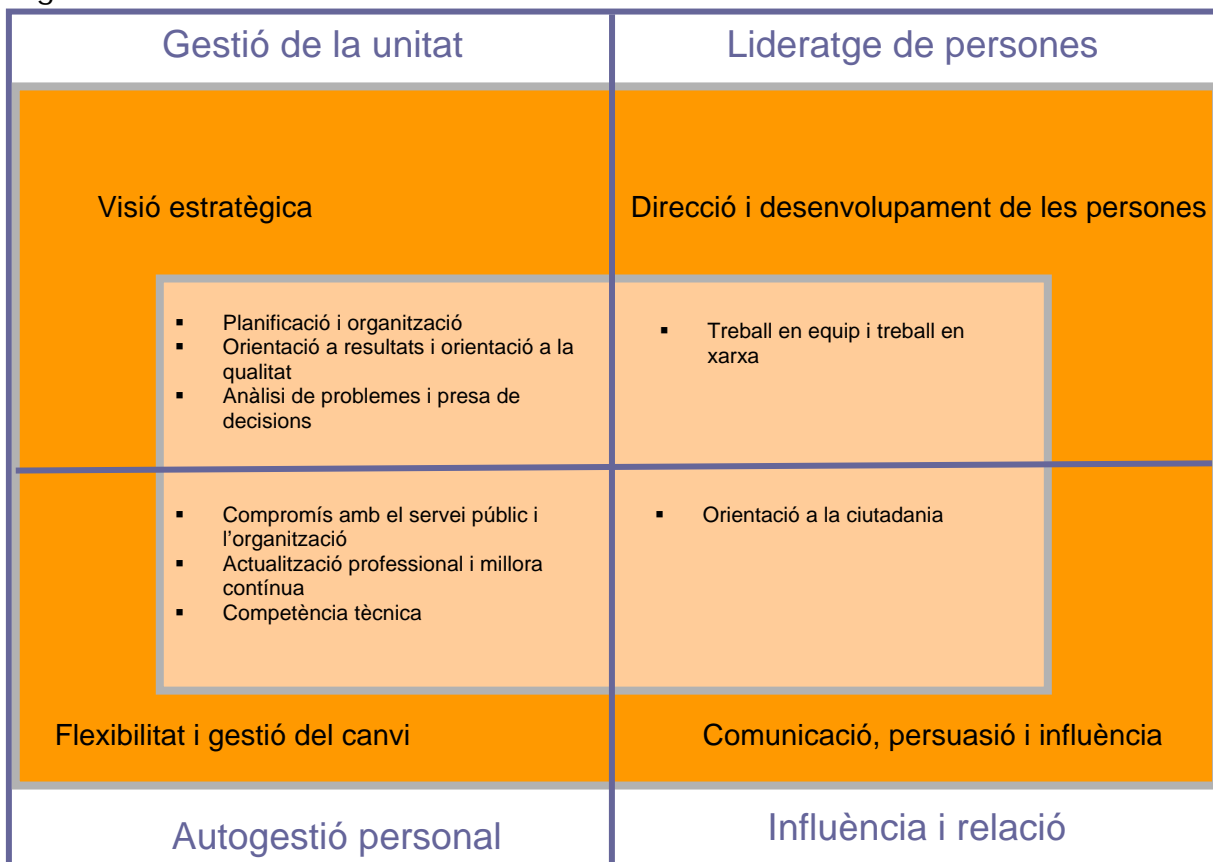 Gestió de la unitat
Lideratge de persones
Visió estratègica
Direcció i desenvolupament de les persones
▪ Planificació i organització
▪ Orientació a resultats i orientació a la
qualitat
▪ Anàlisi de problemes i presa de
decisions
▪ Treball en equip i treball en
xarxa
▪ Compromís amb el servei públic i
l’organització
▪ Actualització professional i millora
contínua
▪ Competència tècnica
▪ Orientació a la ciutadania
Flexibilitat i gestió del canvi
Comunicació, persuasió i influència
Autogestió personal
Influència i relació